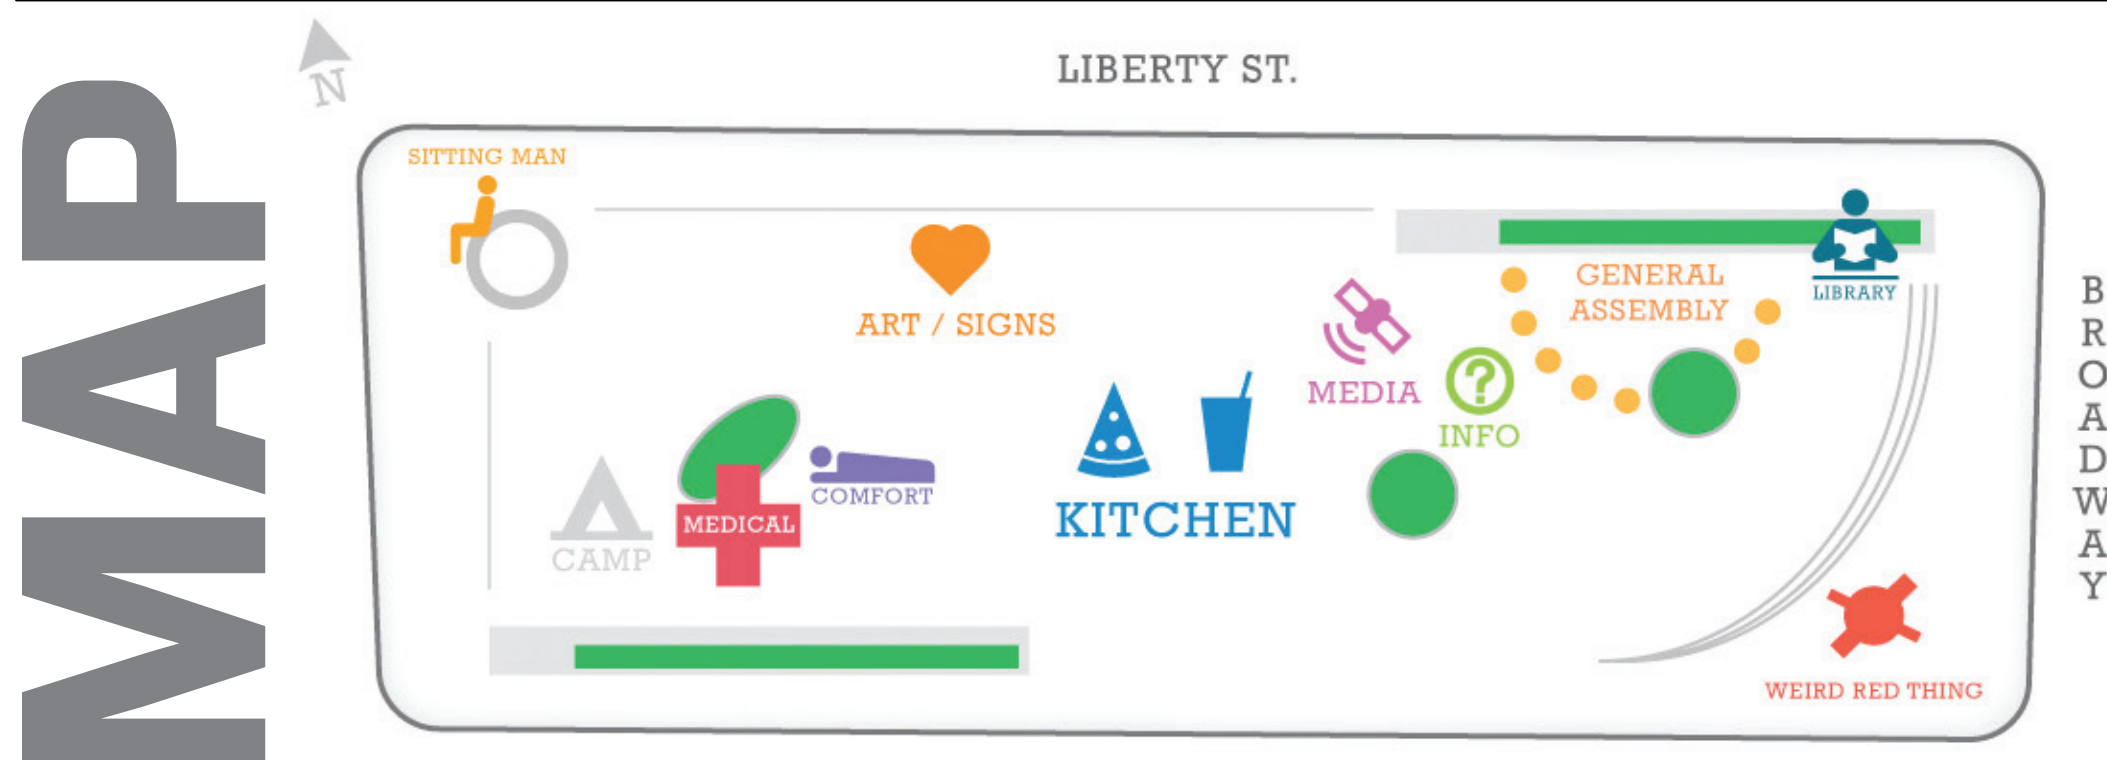 MAP
N
LIBERTY ST.
SITTING MAN
ART / SIGNS
GENERAL
ASSEMBLY
LIBRARY
MEDIA
INFO
COMFORT
MEDICAL
CAMP
KITCHEN
WEIRD RED THING
BROADWAY